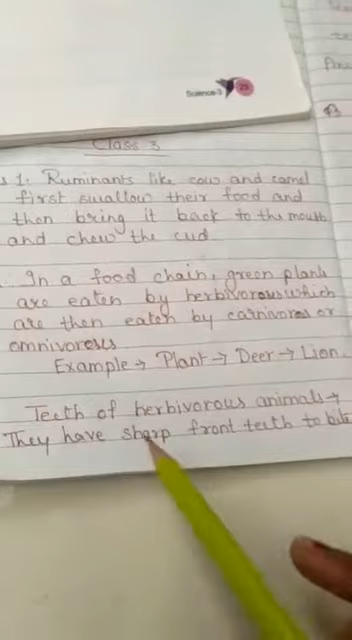 Science-3 25
Class 3
s 1. Ruminants like cow and camel
first swallow their food and
then bring it back to the mouth
and chew the cud
In a food chain, green plants
are eaten by herbivorous which
are then eaten by carnivores or
omnivoreses
Example → Plant → Deer → Lion.
Teeth of herbivorous animals →
They have sharp front teeth to bite